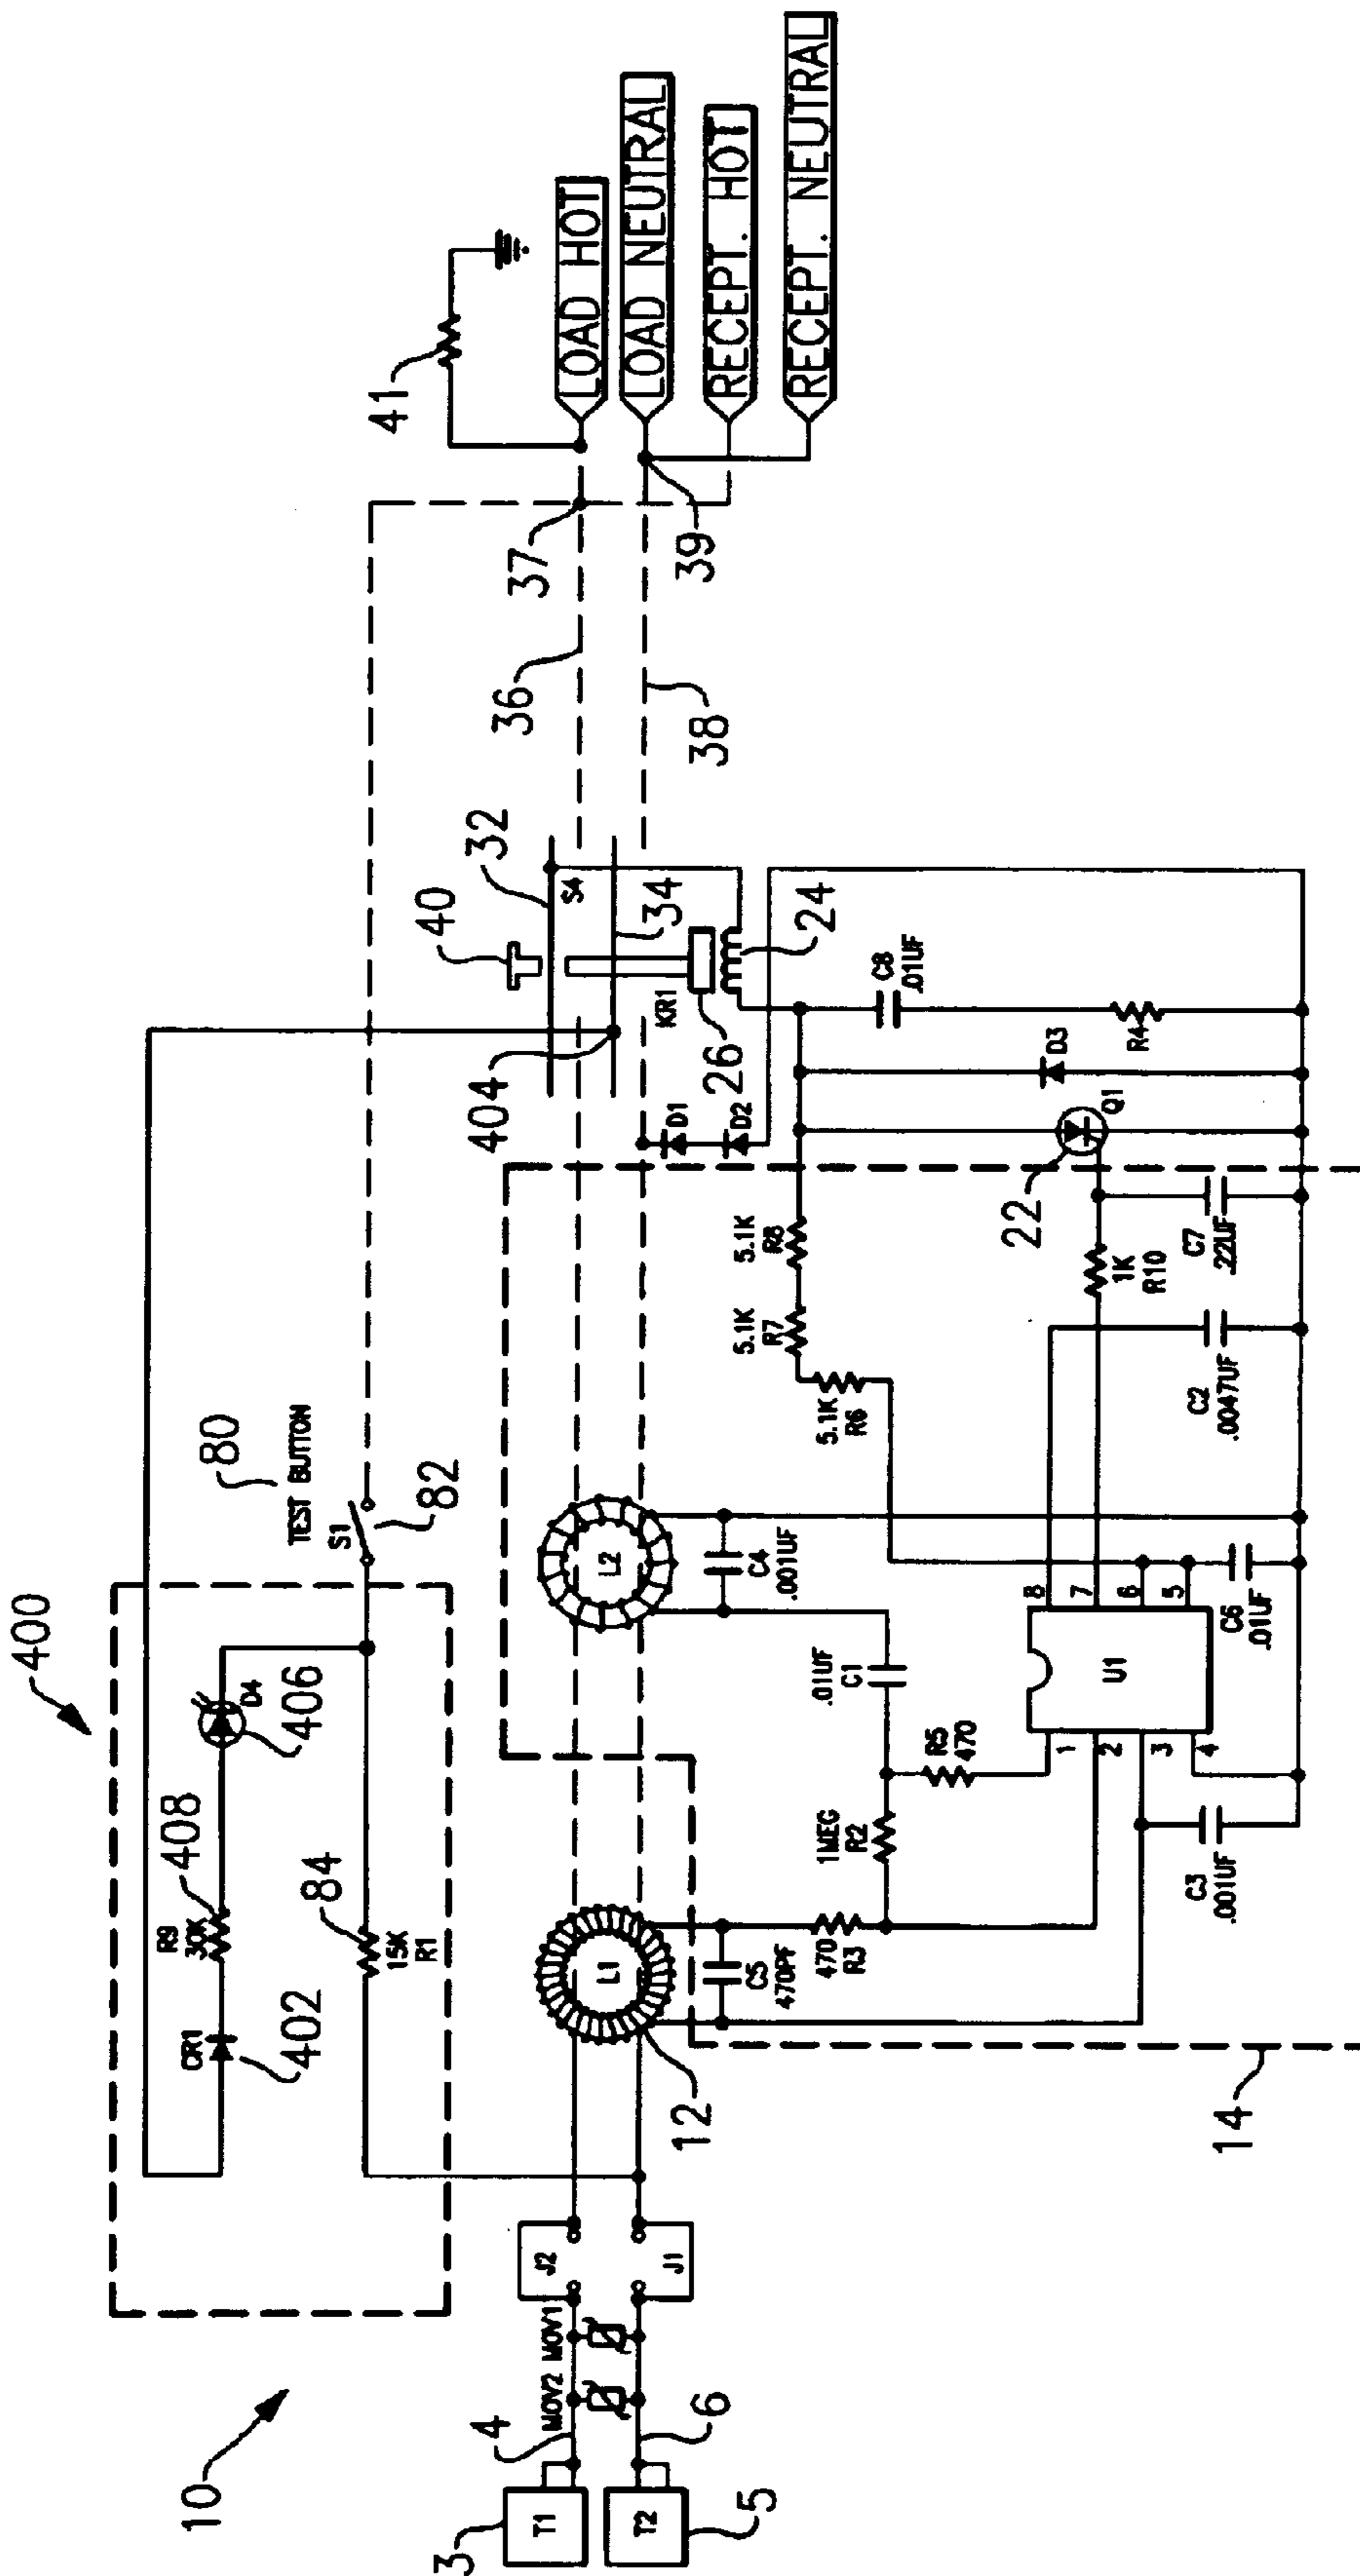 10
400
R9
30K
408
D4
406
CR1
402
84
15K
R1
80
TEST BUTTON
S1
82
40
32
S4
34
404
KR1
26
24
36
37
38
39
41
LOAD HOT
LOAD NEUTRAL
RECEPT. HOT
RECEPT. NEUTRAL
3
T1
4
MOV2
MOV1
J2
J1
T2
5
6
L1
12
L2
C5
470PF
470
R3
1MEG
R2
C4
.001UF
.01UF
C1
R5
470
5.1K
R6
5.1K
R7
5.1K
R8
D1
D2
C8
.01UF
R4
D3
Q1
22
C7
.22UF
1K
R10
C2
.0047UF
U1
1
2
3
4
8
7
6
5
C6
.01UF
C3
.001UF
14